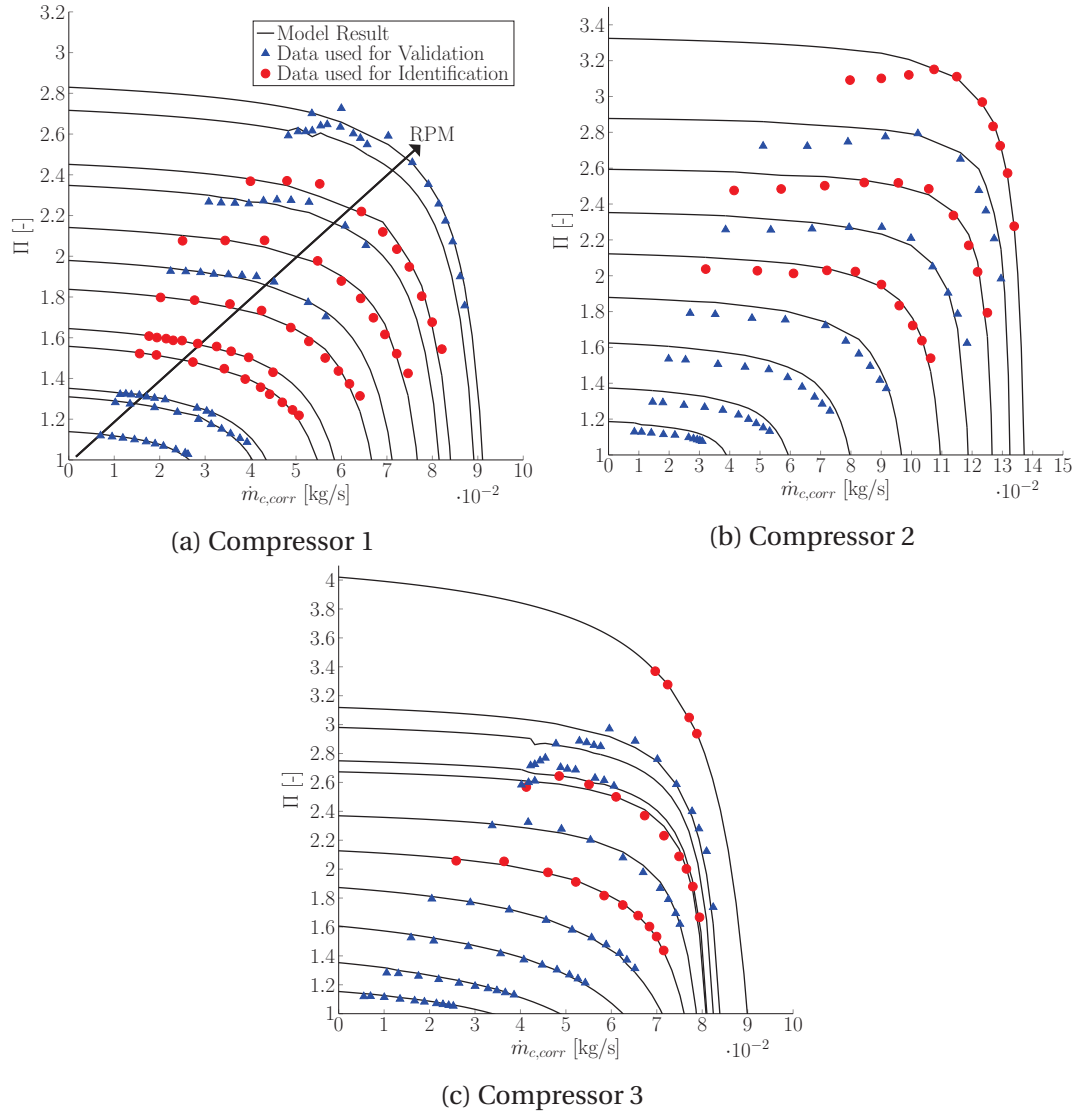 3.2
3
2.8
2.6
2.4
2.2
2
1.8
1.6
1.4
1.2
1
Π [-]
Model Result
Data used for Validation
Data used for Identification
RPM
0 1 2 3 4 5 6 7 8 9 10
ṁc,corr [kg/s]
·10−2
(a) Compressor 1
3.4
3.2
3
2.8
2.6
2.4
2.2
2
1.8
1.6
1.4
1.2
1
Π [-]
0 1 2 3 4 5 6 7 8 9 10 11 12 13 14 15
ṁc,corr [kg/s]
·10−2
(b) Compressor 2
4
3.8
3.6
3.4
3.2
3
2.8
2.6
2.4
2.2
2
1.8
1.6
1.4
1.2
1
Π [-]
0 1 2 3 4 5 6 7 8 9 10
ṁc,corr [kg/s]
·10−2
(c) Compressor 3